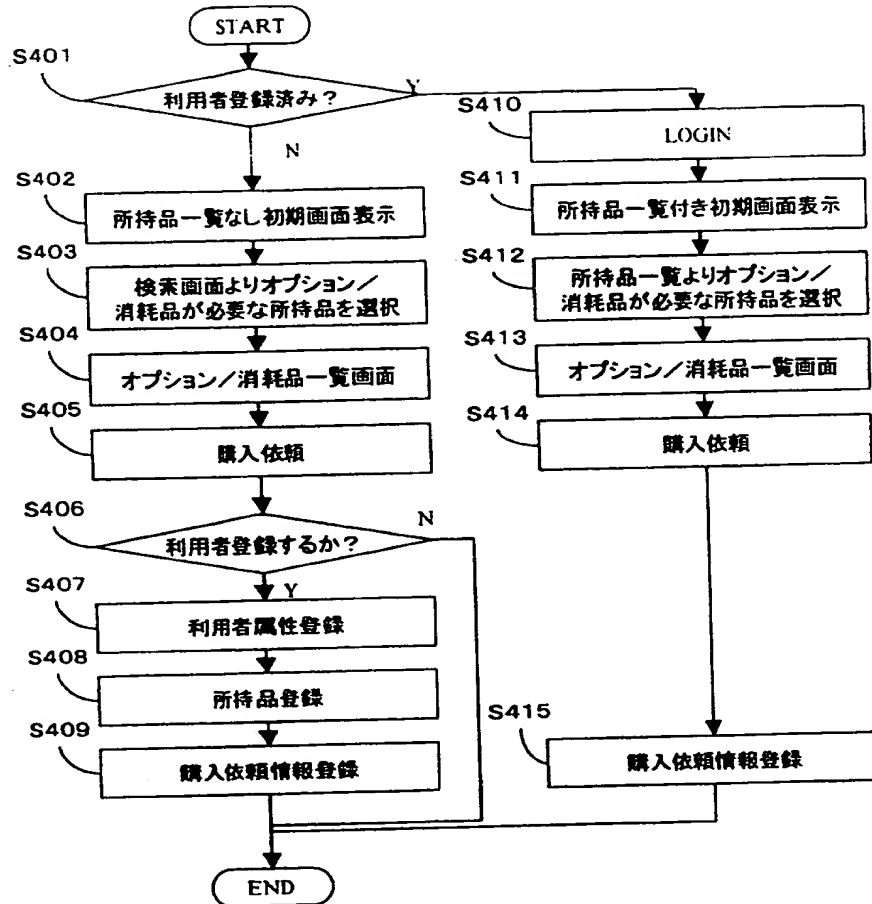 START
S401
利用者登録済み？
Y
N
S402
所持品一覧なし初期画面表示
S403
検索画面よりオプション／
消耗品が必要な所持品を選択
S404
オプション／消耗品一覧画面
S405
購入依頼
S406
利用者登録するか？
N
Y
S407
利用者属性登録
S408
所持品登録
S409
購入依頼情報登録
S410
LOGIN
S411
所持品一覧付き初期画面表示
S412
所持品一覧よりオプション／
消耗品が必要な所持品を選択
S413
オプション／消耗品一覧画面
S414
購入依頼
S415
購入依頼情報登録
END